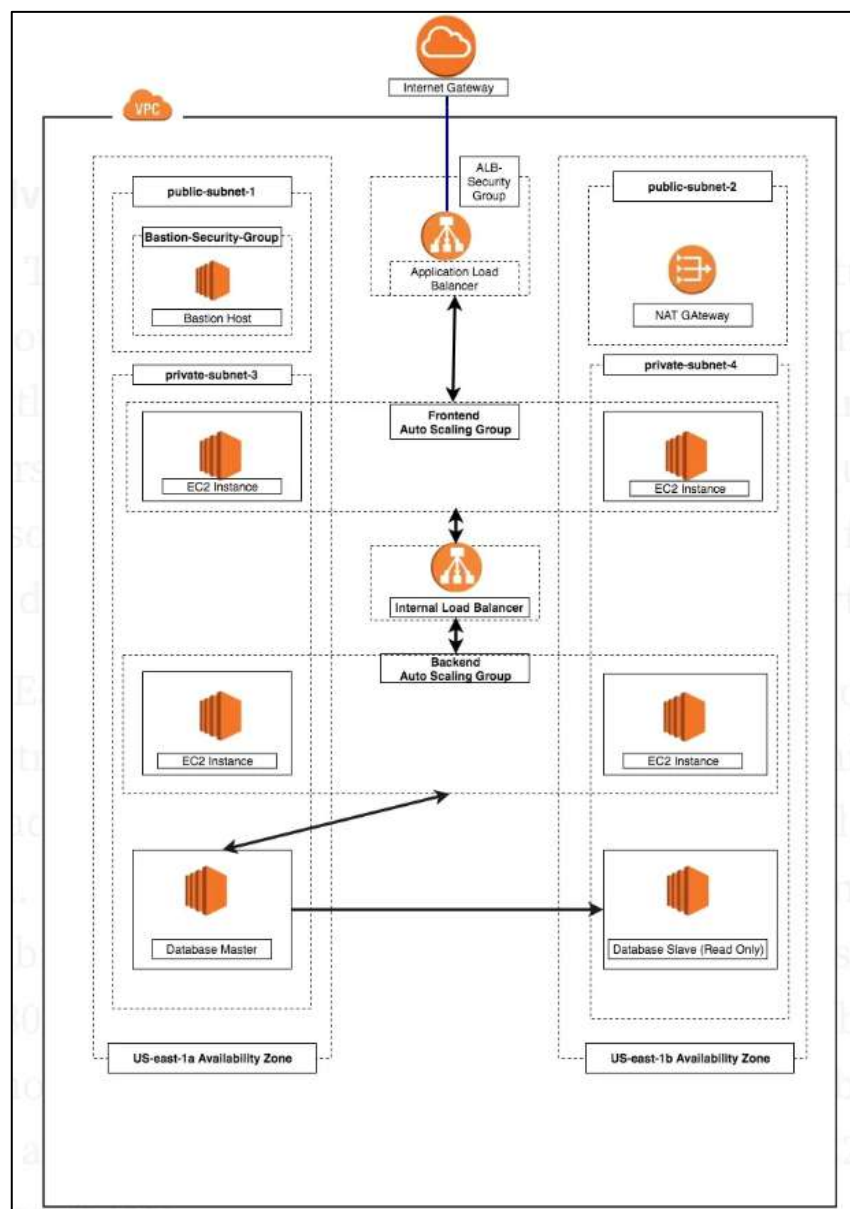 Internet Gateway
VPC
ALB-
Security
Group
public-subnet-1
public-subnet-2
Bastion-Security-Group
Application Load
Balancer
Bastion Host
NAT GAteway
private-subnet-3
private-subnet-4
Frontend
Auto Scaling Group
EC2 Instance
EC2 Instance
Internal Load Balancer
Backend
Auto Scaling Group
EC2 Instance
EC2 Instance
Database Master
Database Slave (Read Only)
US-east-1a Availability Zone
US-east-1b Availability Zone